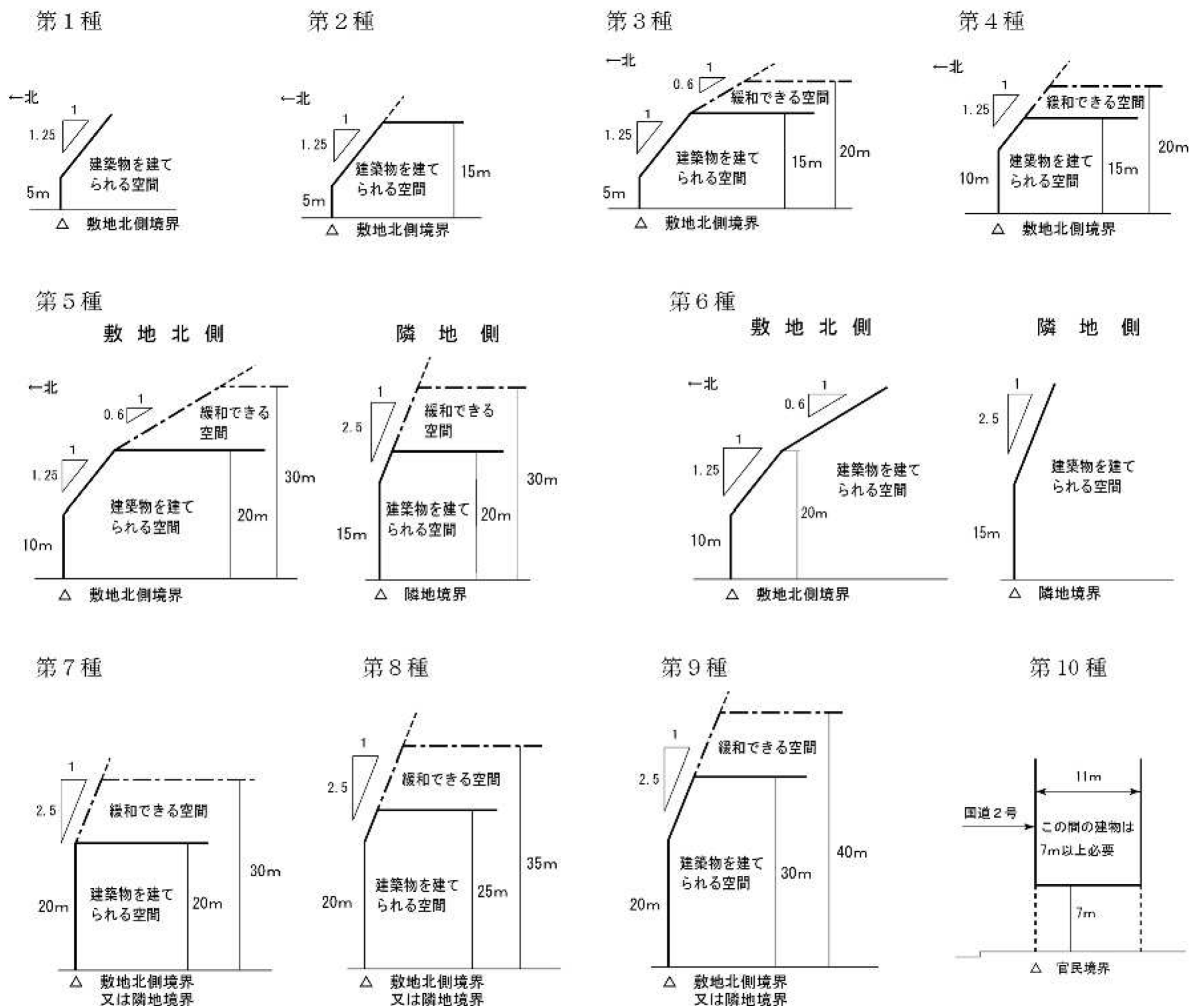 第1種
←北
1
1.25
建築物を建て
られる空間
5m
△ 敷地北側境界
第2種
←北
1
1.25
建築物を建て
られる空間
15m
5m
△ 敷地北側境界
第3種
←北
1
0.6
緩和できる空間
1
1.25
建築物を建て
られる空間
15m
20m
5m
△ 敷地北側境界
第4種
←北
1
1.25
緩和できる空間
建築物を建て
られる空間
10m
15m
20m
△ 敷地北側境界
第5種
敷地北側
←北
1
0.6
緩和できる
空間
1
1.25
建築物を建て
られる空間
10m
20m
30m
△ 敷地北側境界
隣地側
1
2.5
緩和できる
空間
建築物を建て
られる空間
15m
20m
30m
△ 隣地境界
第6種
敷地北側
←北
1
0.6
1
1.25
建築物を建て
られる空間
20m
10m
△ 敷地北側境界
隣地側
1
2.5
建築物を建て
られる空間
15m
△ 隣地境界
第7種
1
2.5
緩和できる空間
建築物を建て
られる空間
20m
20m
30m
△ 敷地北側境界
又は隣地境界
第8種
1
2.5
緩和できる空間
建築物を建て
られる空間
20m
25m
35m
△ 敷地北側境界
又は隣地境界
第9種
1
2.5
緩和できる空間
建築物を建て
られる空間
20m
30m
40m
△ 敷地北側境界
又は隣地境界
第10種
11m
国道2号
この間の建物は
7m以上必要
7m
△ 官民境界